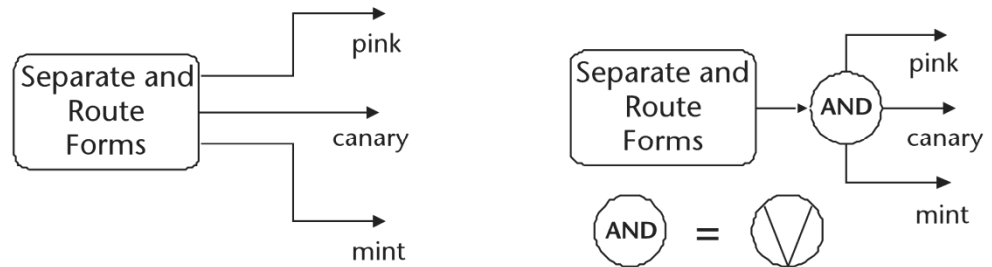 pink
Separate and
Route
Forms
canary
mint
Separate and
Route
Forms
AND
pink
canary
mint
AND =